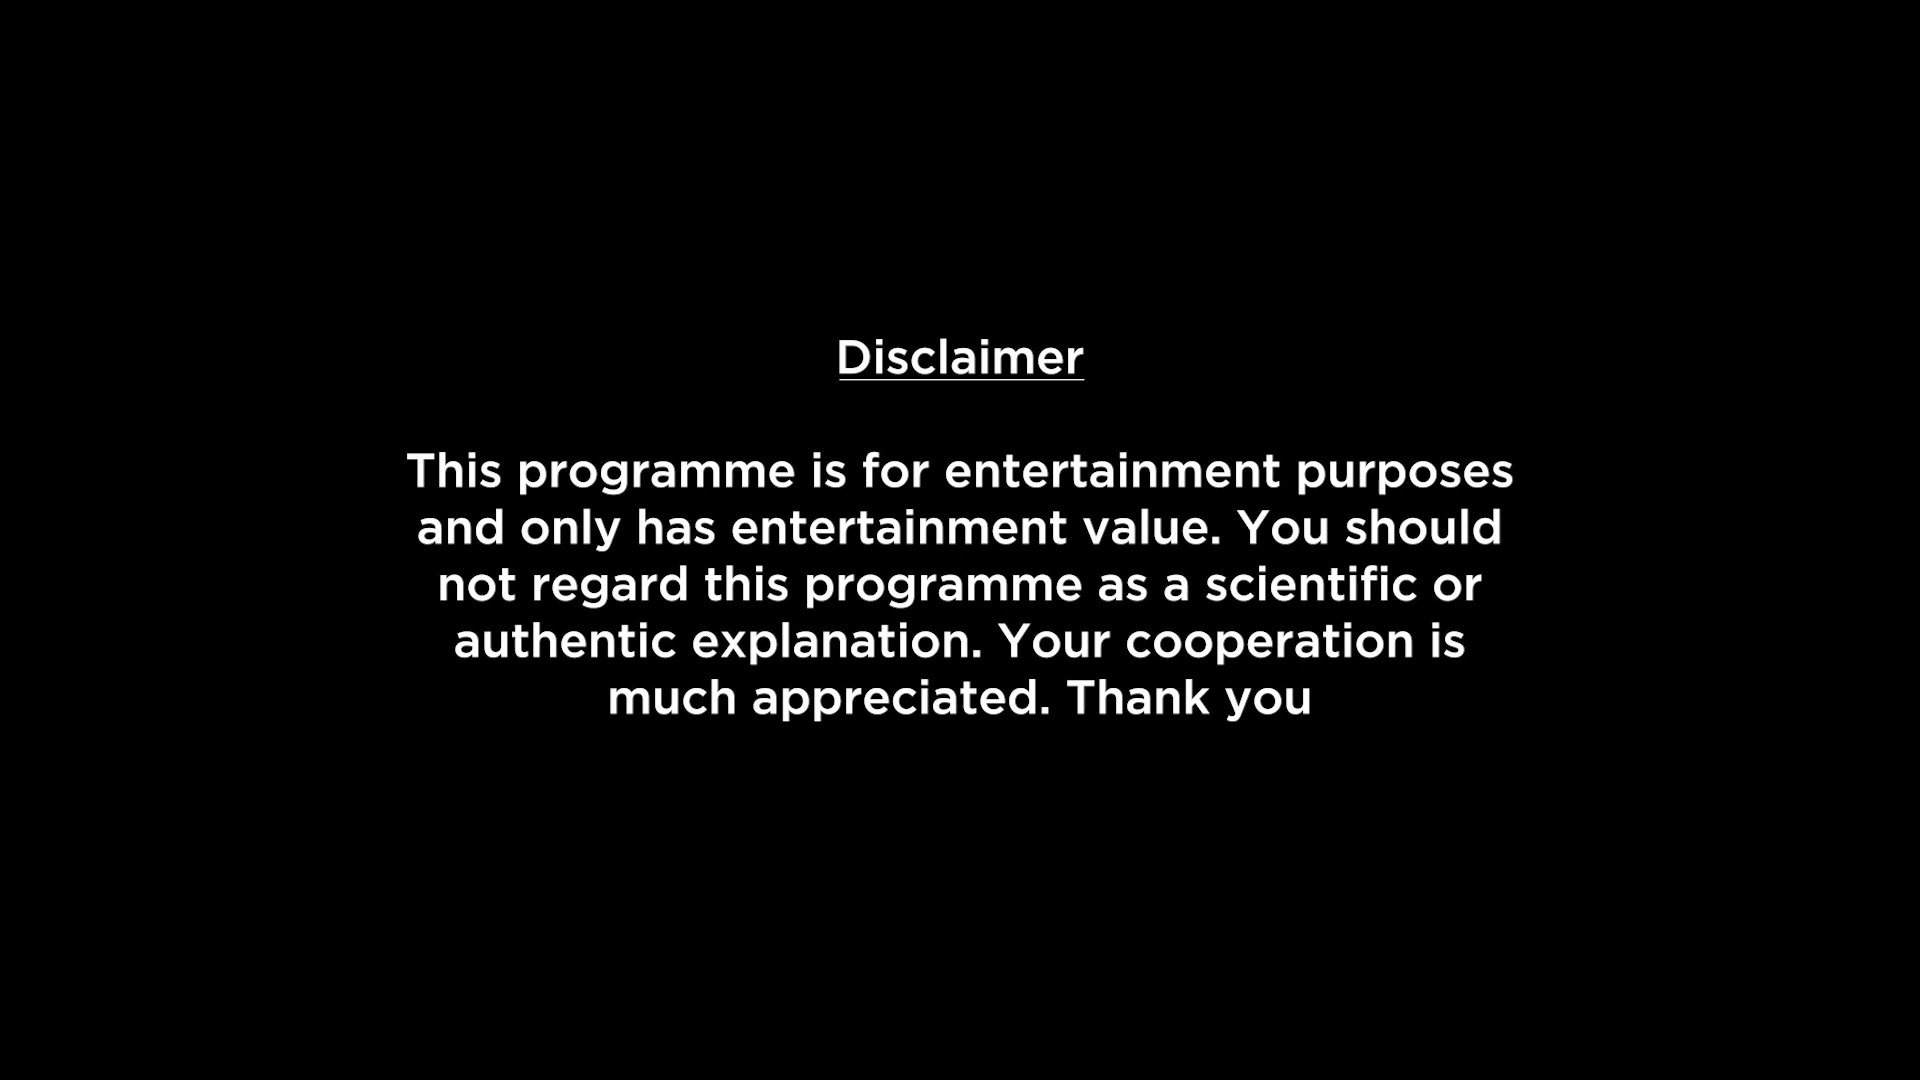 Disclaimer
This programme is for entertainment purposes
and only has entertainment value. You should
not regard this programme as a scientific or
authentic explanation. Your cooperation is
much appreciated. Thank you